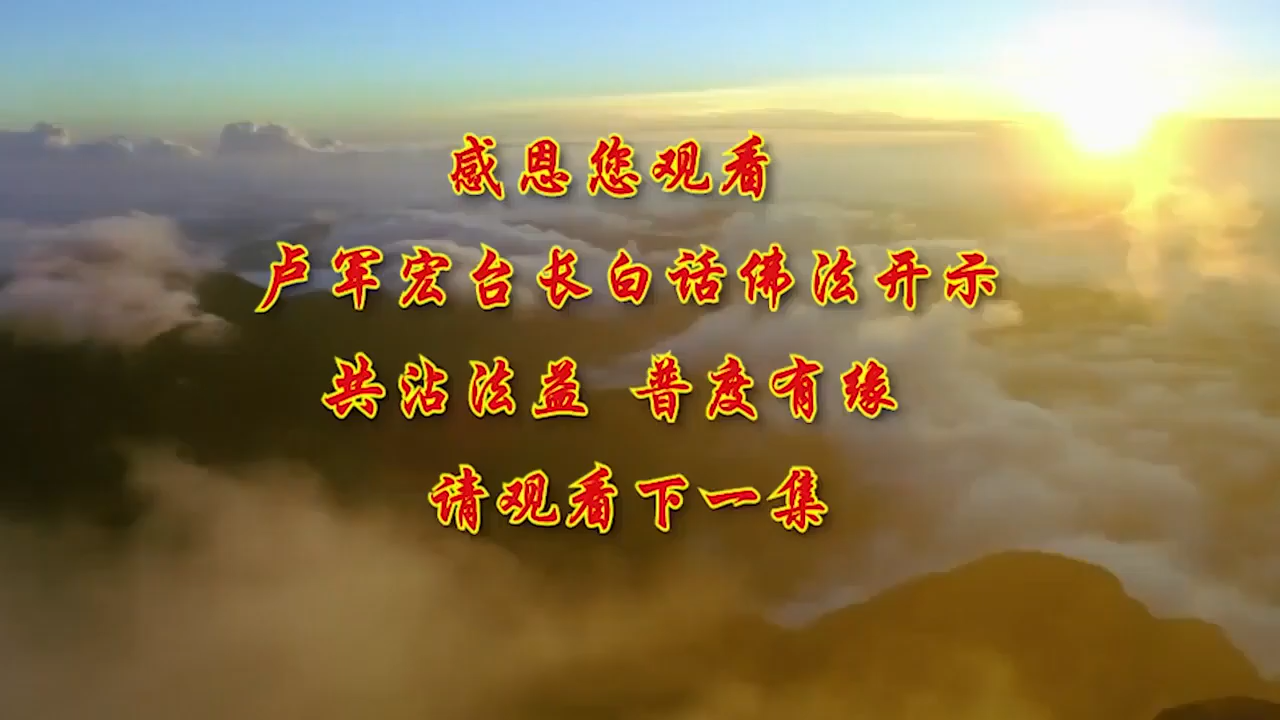 感恩您观看
卢军宏台长白话佛法开示
共沾法益 普度有缘
请观看下一集